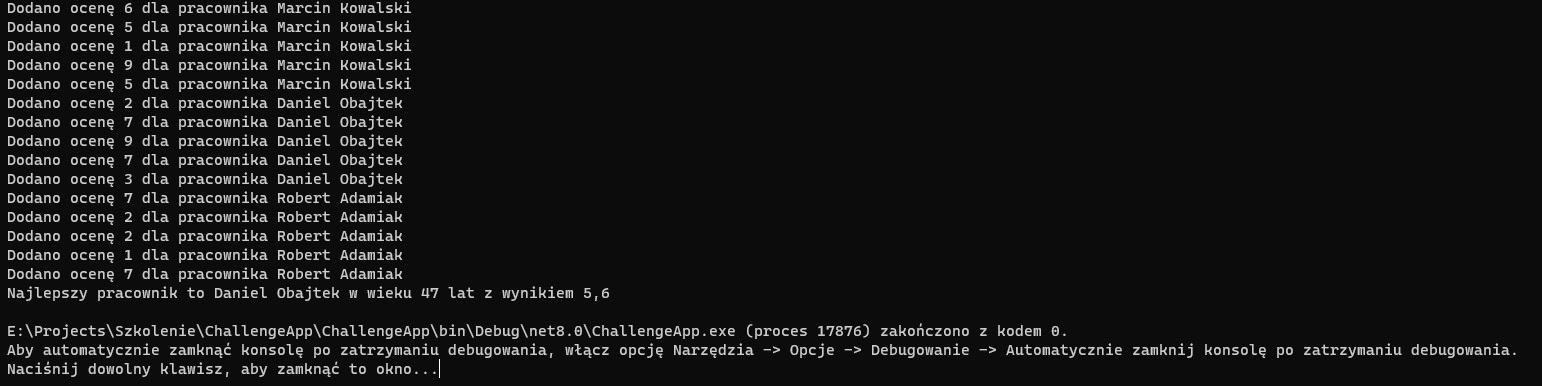 Dodano ocenę 6 dla pracownika Marcin Kowalski
Dodano ocenę 5 dla pracownika Marcin Kowalski
Dodano ocenę 1 dla pracownika Marcin Kowalski
Dodano ocenę 9 dla pracownika Marcin Kowalski
Dodano ocenę 5 dla pracownika Marcin Kowalski
Dodano ocenę 2 dla pracownika Daniel Obajtek
Dodano ocenę 7 dla pracownika Daniel Obajtek
Dodano ocenę 9 dla pracownika Daniel Obajtek
Dodano ocenę 7 dla pracownika Daniel Obajtek
Dodano ocenę 3 dla pracownika Daniel Obajtek
Dodano ocenę 7 dla pracownika Robert Adamiak
Dodano ocenę 2 dla pracownika Robert Adamiak
Dodano ocenę 2 dla pracownika Robert Adamiak
Dodano ocenę 1 dla pracownika Robert Adamiak
Dodano ocenę 7 dla pracownika Robert Adamiak
Najlepszy pracownik to Daniel Obajtek w wieku 47 lat z wynikiem 5,6
E:\Projects\Szkolenie\ChallengeApp\ChallengeApp\bin\Debug\net8.0\ChallengeApp.exe (proces 17876) zakończono z kodem 0.
Aby automatycznie zamknąć konsolę po zatrzymaniu debugowania, włącz opcję Narzędzia -> Opcje -> Debugowanie -> Automatycznie zamknij konsolę po zatrzymaniu debugowania.
Naciśnij dowolny klawisz, aby zamknąć to okno...